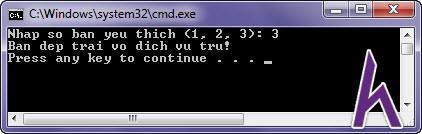 C:\Windows\system32\cmd.exe
Nhap so ban yeu thich (1, 2, 3): 3
Ban dep trai vo dich vu tru!
Press any key to continue . . . _